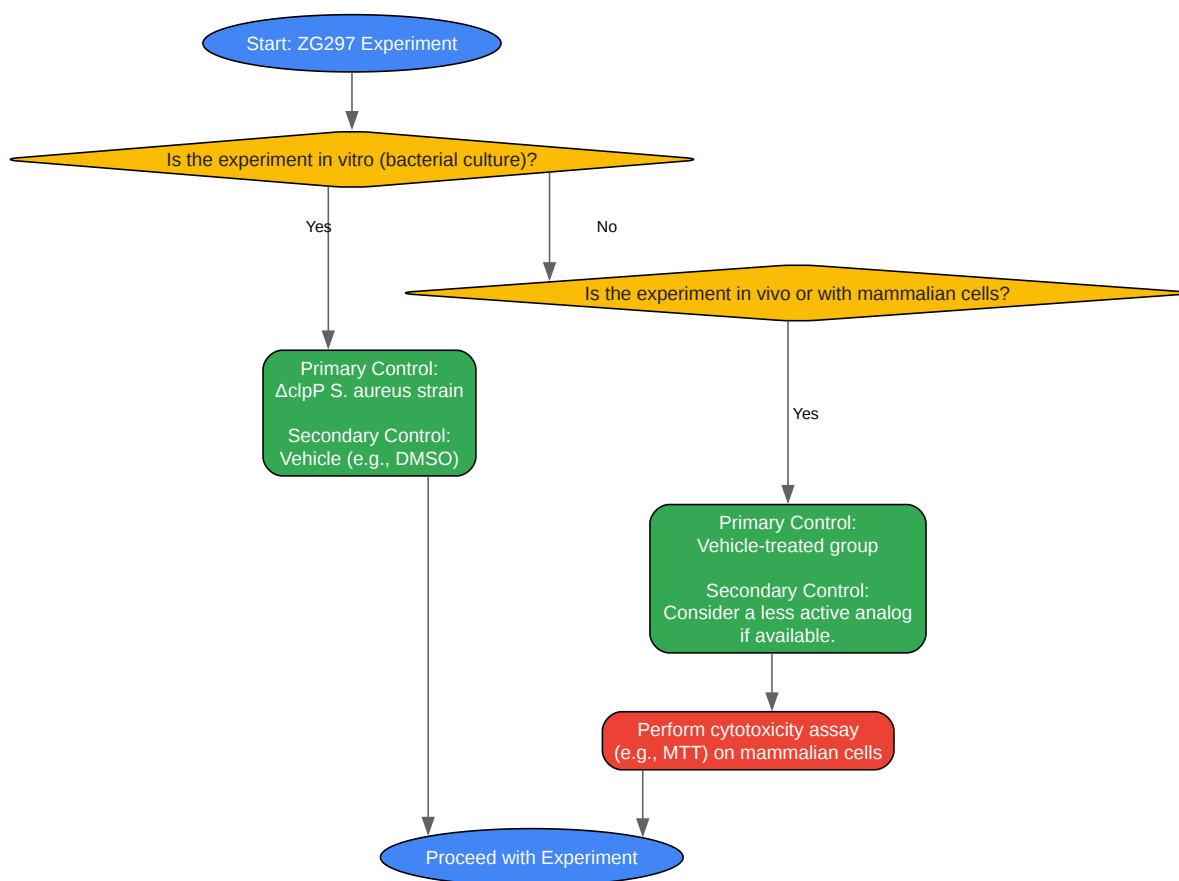 Start: ZG297 Experiment
Is the experiment in vitro (bacterial culture)?
Yes
No
Is the experiment in vivo or with mammalian cells?
Primary Control:
ΔclpP S. aureus strain
Secondary Control:
Vehicle (e.g., DMSO)
Yes
Primary Control:
Vehicle-treated group
Secondary Control:
Consider a less active analog
if available.
Perform cytotoxicity assay
(e.g., MTT) on mammalian cells
Proceed with Experiment